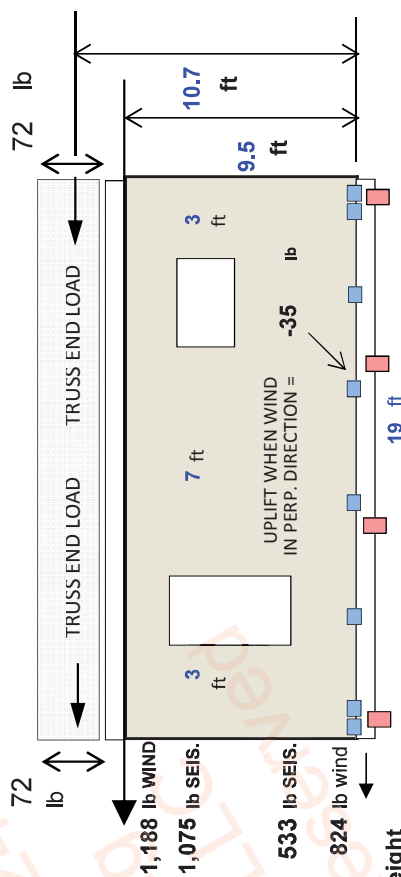 72 lb
72 lb
TRUSS END LOAD
TRUSS END LOAD
1,188 lb WIND
1,075 lb SEIS.
3 ft
7 ft
3 ft
9.5 ft
10.7 ft
UPLIFT WHEN WIND
IN PERP. DIRECTION = -35 lb
533 lb SEIS.
824 lb wind
19 ft
eight